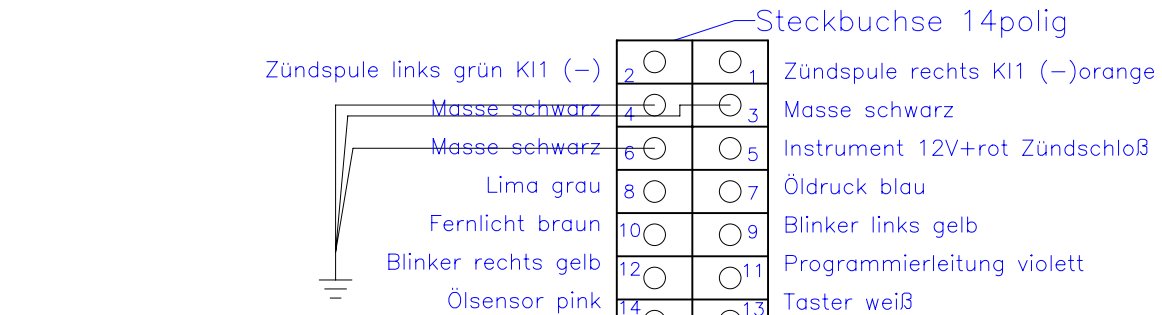 Steckbuchse 14polig
Zündspule links grün Kl1 (-) 2 1 Zündspule rechts Kl1 (-)orange
Masse schwarz 4 3 Masse schwarz
Masse schwarz 6 5 Instrument 12V+rot Zündschloß
Lima grau 8 7 Öldruck blau
Fernlicht braun 10 9 Blinker links gelb
Blinker rechts gelb 12 11 Programmierleitung violett
Ölsensor pink 14 13 Taster weiß